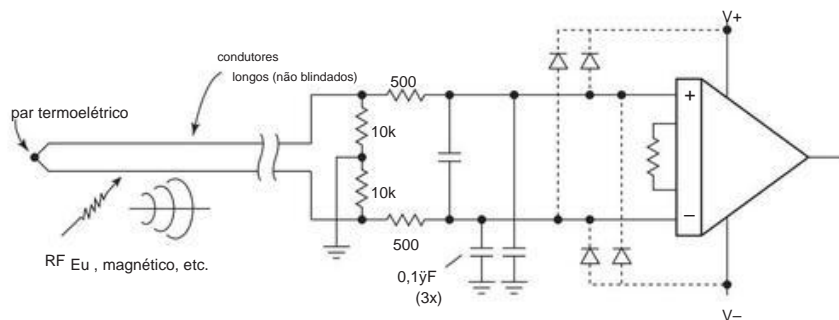 V+
condutores
longos (não blindados)
par termoelétrico
500
+
10k
10k
–
500
RF Eu , magnético, etc.
0,1ÿF
(3x)
V–